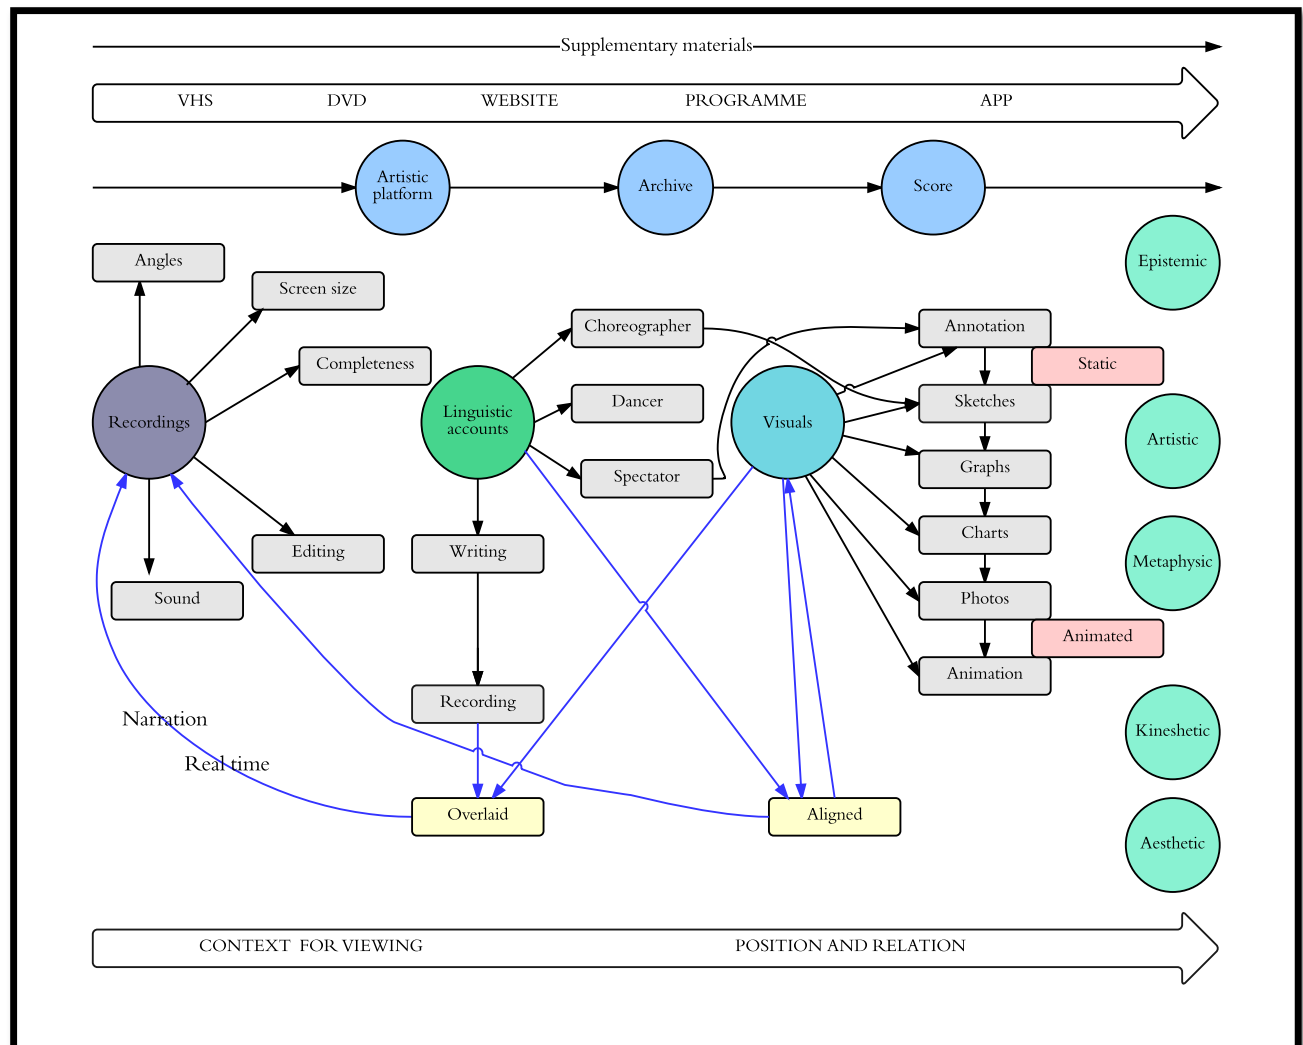 Supplementary materials
VHS DVD WEBSITE PROGRAMME APP
Artistic
platform
Archive
Score
Epistemic
Angles
Screen size
Choreographer
Annotation
Completeness
Static
Recordings
Linguistic
accounts
Dancer
Visuals
Sketches
Artistic
Spectator
Graphs
Editing
Writing
Charts
Metaphysic
Sound
Photos
Animated
Animation
Recording
Narration
Kineshetic
Real time
Overlaid
Aligned
Aesthetic
CONTEXT FOR VIEWING POSITION AND RELATION